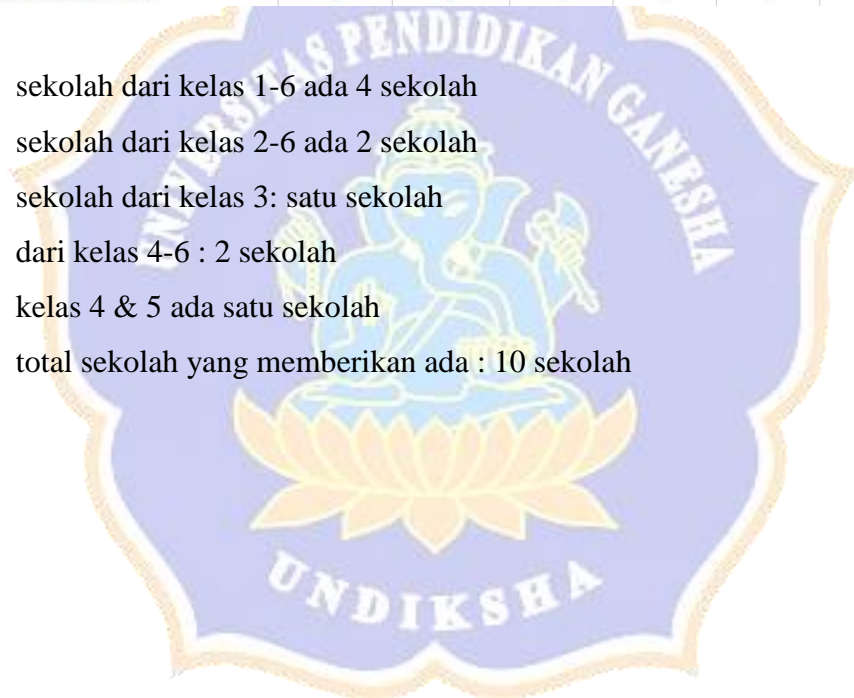 UNIVERSITAS PENDIDIKAN GANESHA
sekolah dari kelas 1-6 ada 4 sekolah
sekolah dari kelas 2-6 ada 2 sekolah
sekolah dari kelas 3: satu sekolah
dari kelas 4-6 : 2 sekolah
kelas 4 & 5 ada satu sekolah
total sekolah yang memberikan ada : 10 sekolah
UNDIKSHA